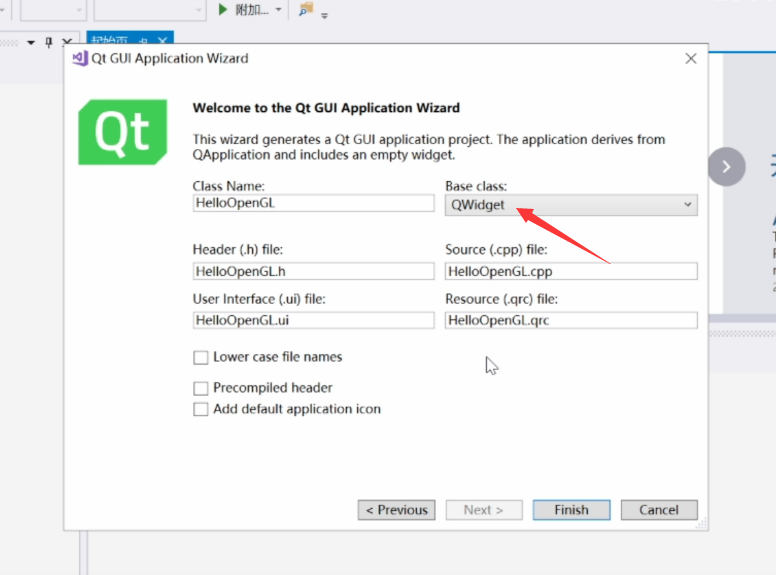 附加...
起始页
Qt GUI Application Wizard
Qt
Welcome to the Qt GUI Application Wizard
This wizard generates a Qt GUI application project. The application derives from
QApplication and includes an empty widget.
Class Name:
Base class:
HelloOpenGL
QWidget
Header (.h) file:
Source (.cpp) file:
HelloOpenGL.h
HelloOpenGL.cpp
User Interface (.ui) file:
Resource (.qrc) file:
HelloOpenGL.ui
HelloOpenGL.qrc
Lower case file names
Precompiled header
Add default application icon
< Previous
Next >
Finish
Cancel